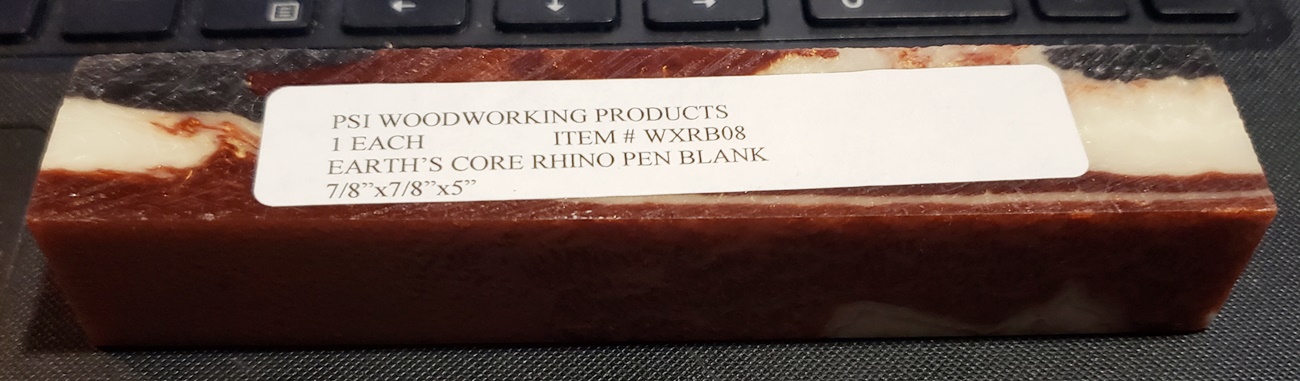 PSI WOODWORKING PRODUCTS
1 EACH ITEM # WXRB08
EARTH'S CORE RHINO PEN BLANK
7/8”x7/8”x5”